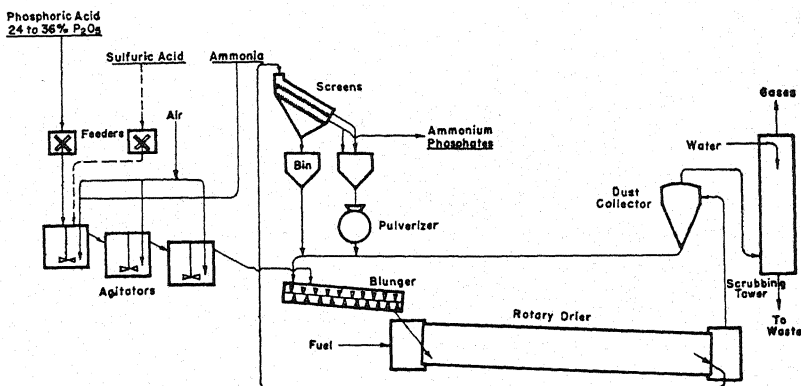 Phosphoric Acid
24 to 36% P₂O₅
Sulfuric Acid
Ammonia
Screens
Gases
Feeders
Air
Ammonium
Phosphates
Water
Bin
Dust
Collector
Pulverizer
Agitators
Blunger
Scrubbing
Tower
Rotary Drier
To
Waste
Fuel